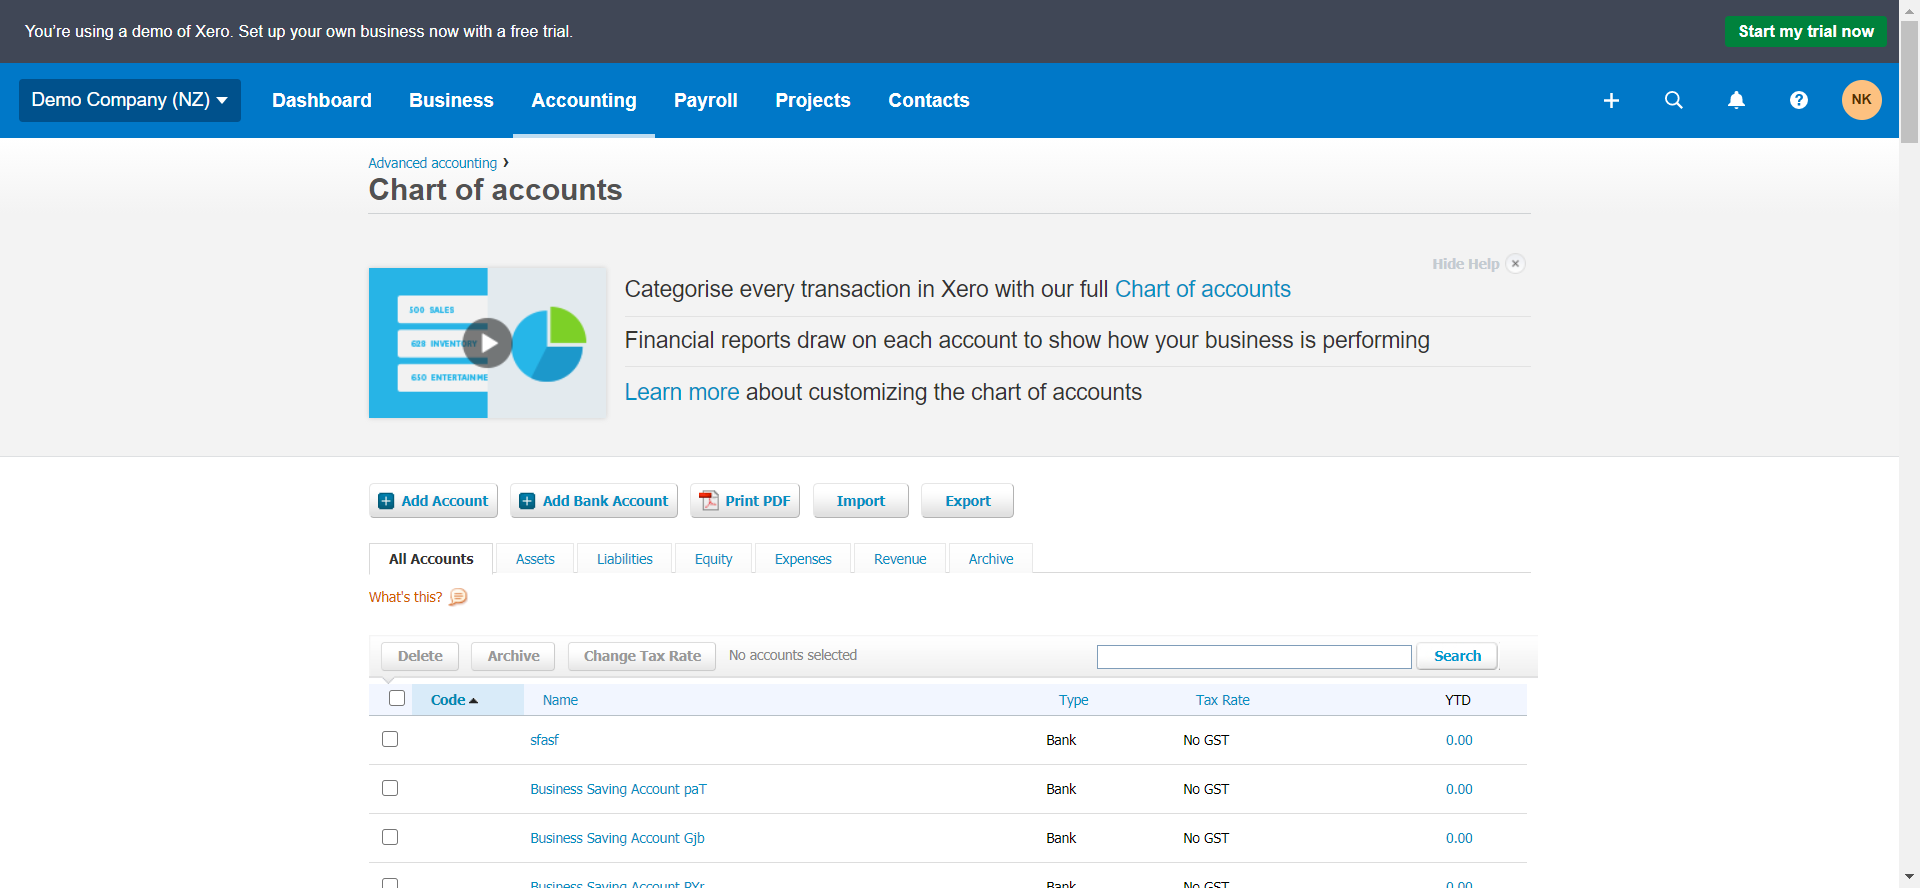 You're using a demo of Xero. Set up your own business now with a free trial.
Start my trial now
Demo Company (NZ)
Dashboard
Business
Accounting
Payroll
Projects
Contacts
NK
Advanced accounting ›
Chart of accounts
Hide Help
500 SALES
628 INVENTORY
650 ENTERTAINME
Categorise every transaction in Xero with our full Chart of accounts
Financial reports draw on each account to show how your business is performing
Learn more about customizing the chart of accounts
Add Account
Add Bank Account
Print PDF
Import
Export
All Accounts
Assets
Liabilities
Equity
Expenses
Revenue
Archive
What's this?
Delete
Archive
Change Tax Rate
No accounts selected
Search
Code
Name
Type
Tax Rate
YTD
sfasf Bank No GST 0.00
Business Saving Account paT Bank No GST 0.00
Business Saving Account Gjb Bank No GST 0.00
Business Saving Account Bank No GST 0.00